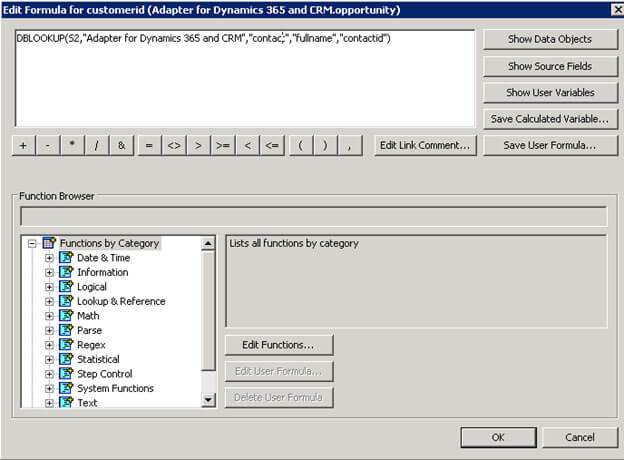 Edit Formula for customerid (Adapter for Dynamics 365 and CRM.opportunity)
DBLOOKUP(S2,"Adapter for Dynamics 365 and CRM","contact","fullname","contactid")
Show Data Objects
Show Source Fields
Show User Variables
Save Calculated Variable...
+ - * / & = <> > >= < <= ( ) , Edit Link Comment... Save User Formula...
Function Browser
Functions by Category
Lists all functions by category
Date & Time
Information
Logical
Lookup & Reference
Math
Parse
Regex
Statistical
Step Control
System Functions
Text
Edit Functions...
Edit User Formula...
Delete User Formula
OK Cancel